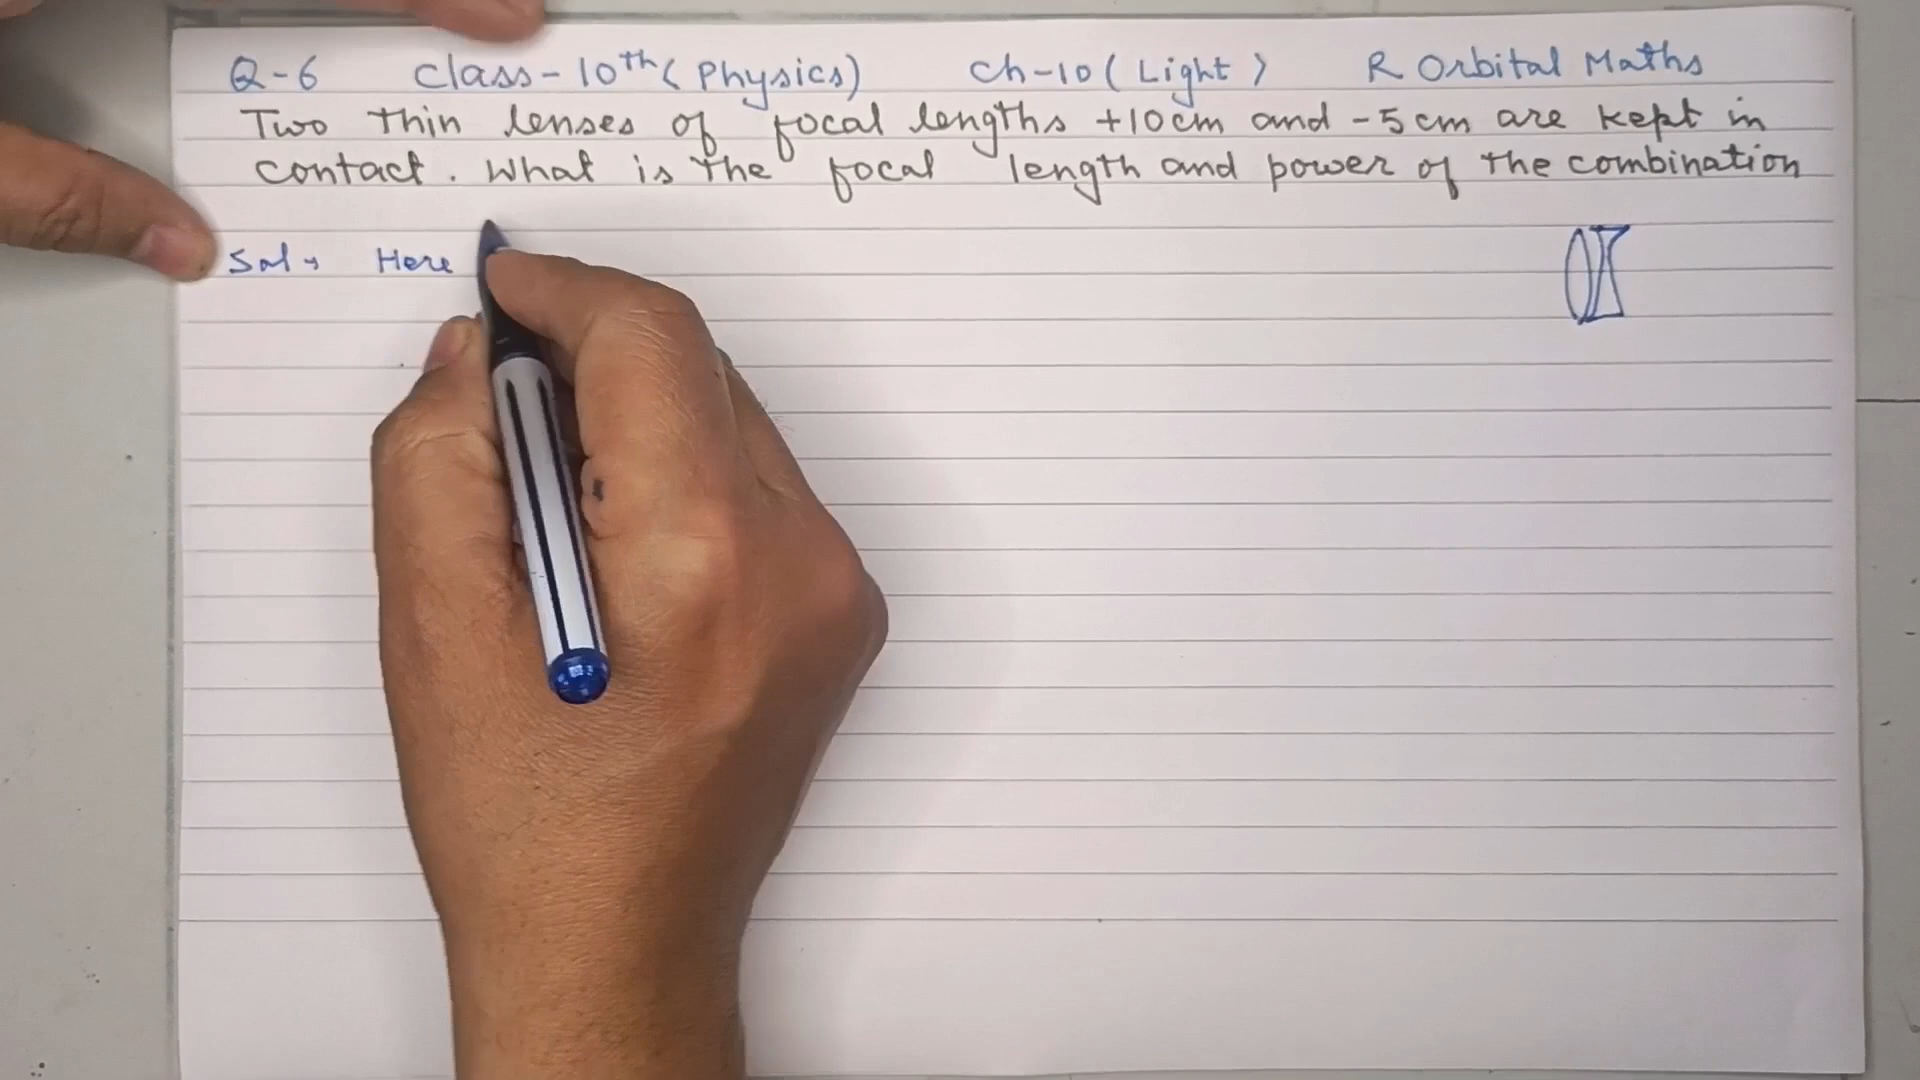 Q-6 Class-10th (Physics) Ch-10 (Light) R Orbital Maths
Two thin lenses of focal lengths +10cm and -5cm are kept in
contact. What is the focal length and power of the combination
Sol, Here